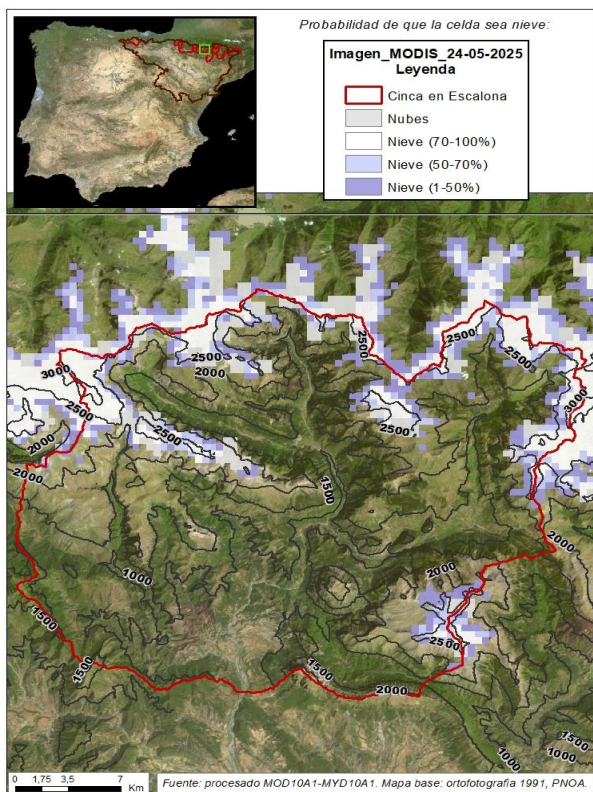 Probabilidad de que la celda sea nieve:
Imagen_MODIS_24-05-2025
Leyenda
Cinca en Escalona
Nubes
Nieve (70-100%)
Nieve (50-70%)
Nieve (1-50%)
2500
2500
2500
2500
2000
3000
3000
2500
2500
2500
2000
2000
1500
2000
1000
2000
1500
2500
1500
1500
2000
1500
1000
1000
0 1,75 3,5 7
Km
Fuente: procesado MOD10A1-MYD10A1. Mapa base: ortofotografia 1991, PNOA.